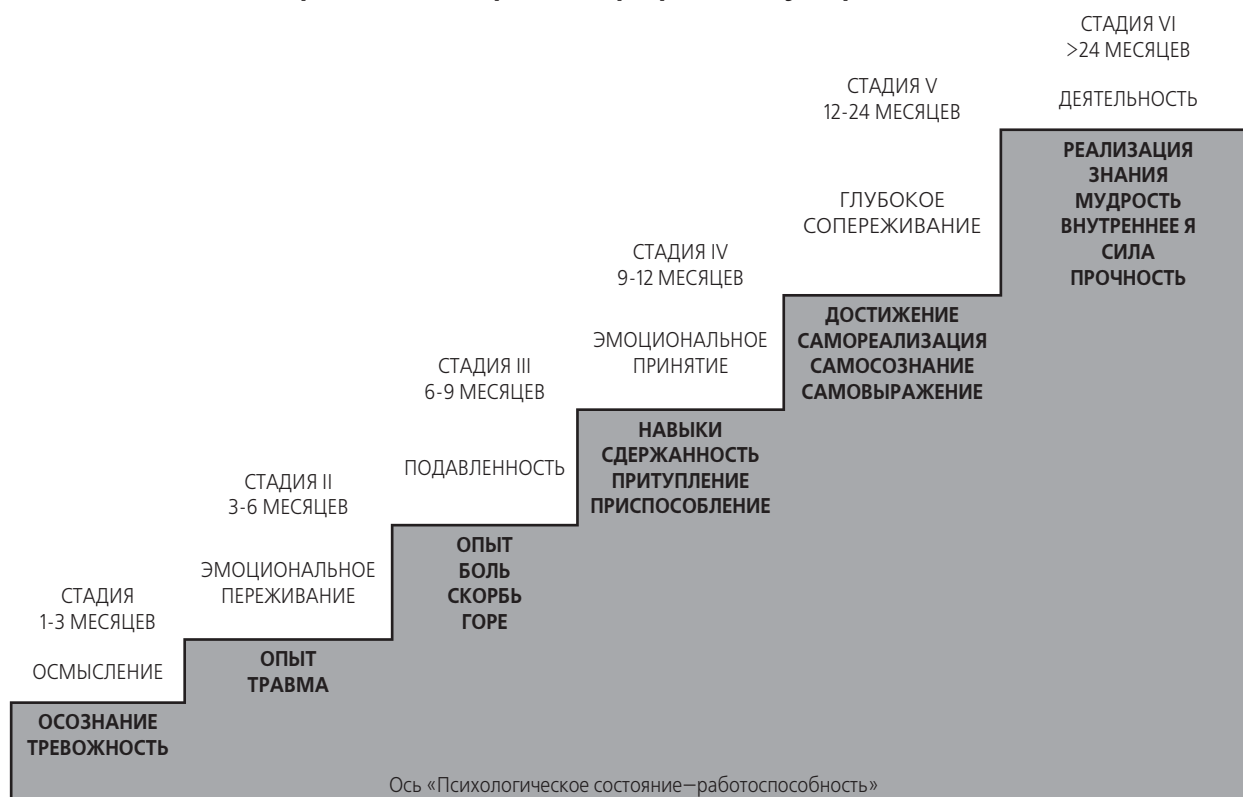 СТАДИЯ VI
>24 МЕСЯЦЕВ
ДЕЯТЕЛЬНОСТЬ
РЕАЛИЗАЦИЯ
ЗНАНИЯ
МУДРОСТЬ
ВНУТРЕННЕЕ Я
СИЛА
ПРОЧНОСТЬ
СТАДИЯ V
12-24 МЕСЯЦЕВ
ГЛУБОКОЕ
СОПЕРЕЖИВАНИЕ
ДОСТИЖЕНИЕ
САМОРЕАЛИЗАЦИЯ
САМОСОЗНАНИЕ
САМОВЫРАЖЕНИЕ
СТАДИЯ IV
9-12 МЕСЯЦЕВ
ЭМОЦИОНАЛЬНОЕ
ПРИНЯТИЕ
НАВЫКИ
СДЕРЖАННОСТЬ
ПРИТУПЛЕНИЕ
ПРИСПОСОБЛЕНИЕ
СТАДИЯ III
6-9 МЕСЯЦЕВ
ПОДАВЛЕННОСТЬ
ОПЫТ
БОЛЬ
СКОРБЬ
ГОРЕ
СТАДИЯ II
3-6 МЕСЯЦЕВ
ЭМОЦИОНАЛЬНОЕ
ПЕРЕЖИВАНИЕ
ОПЫТ
ТРАВМА
СТАДИЯ
1-3 МЕСЯЦЕВ
ОСМЫСЛЕНИЕ
ОСОЗНАНИЕ
ТРЕВОЖНОСТЬ
Ось «Психологическое состояние–работоспособность»